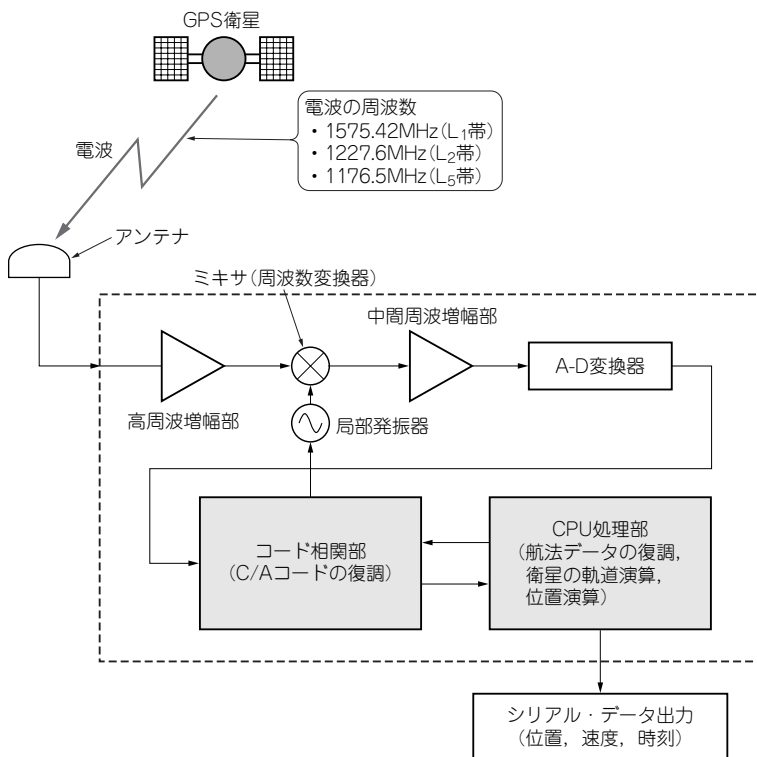 GPS衛星
電波の周波数
・1575.42MHz(L₁帯)
・1227.6MHz(L₂帯)
・1176.5MHz(L₅帯)
電波
アンテナ
ミキサ(周波数変換器)
中間周波増幅部
A-D変換器
高周波増幅部
局部発振器
コード相関部
(C/Aコードの復調)
CPU処理部
(航法データの復調,
衛星の軌道演算,
位置演算)
シリアル・データ出力
(位置, 速度, 時刻)